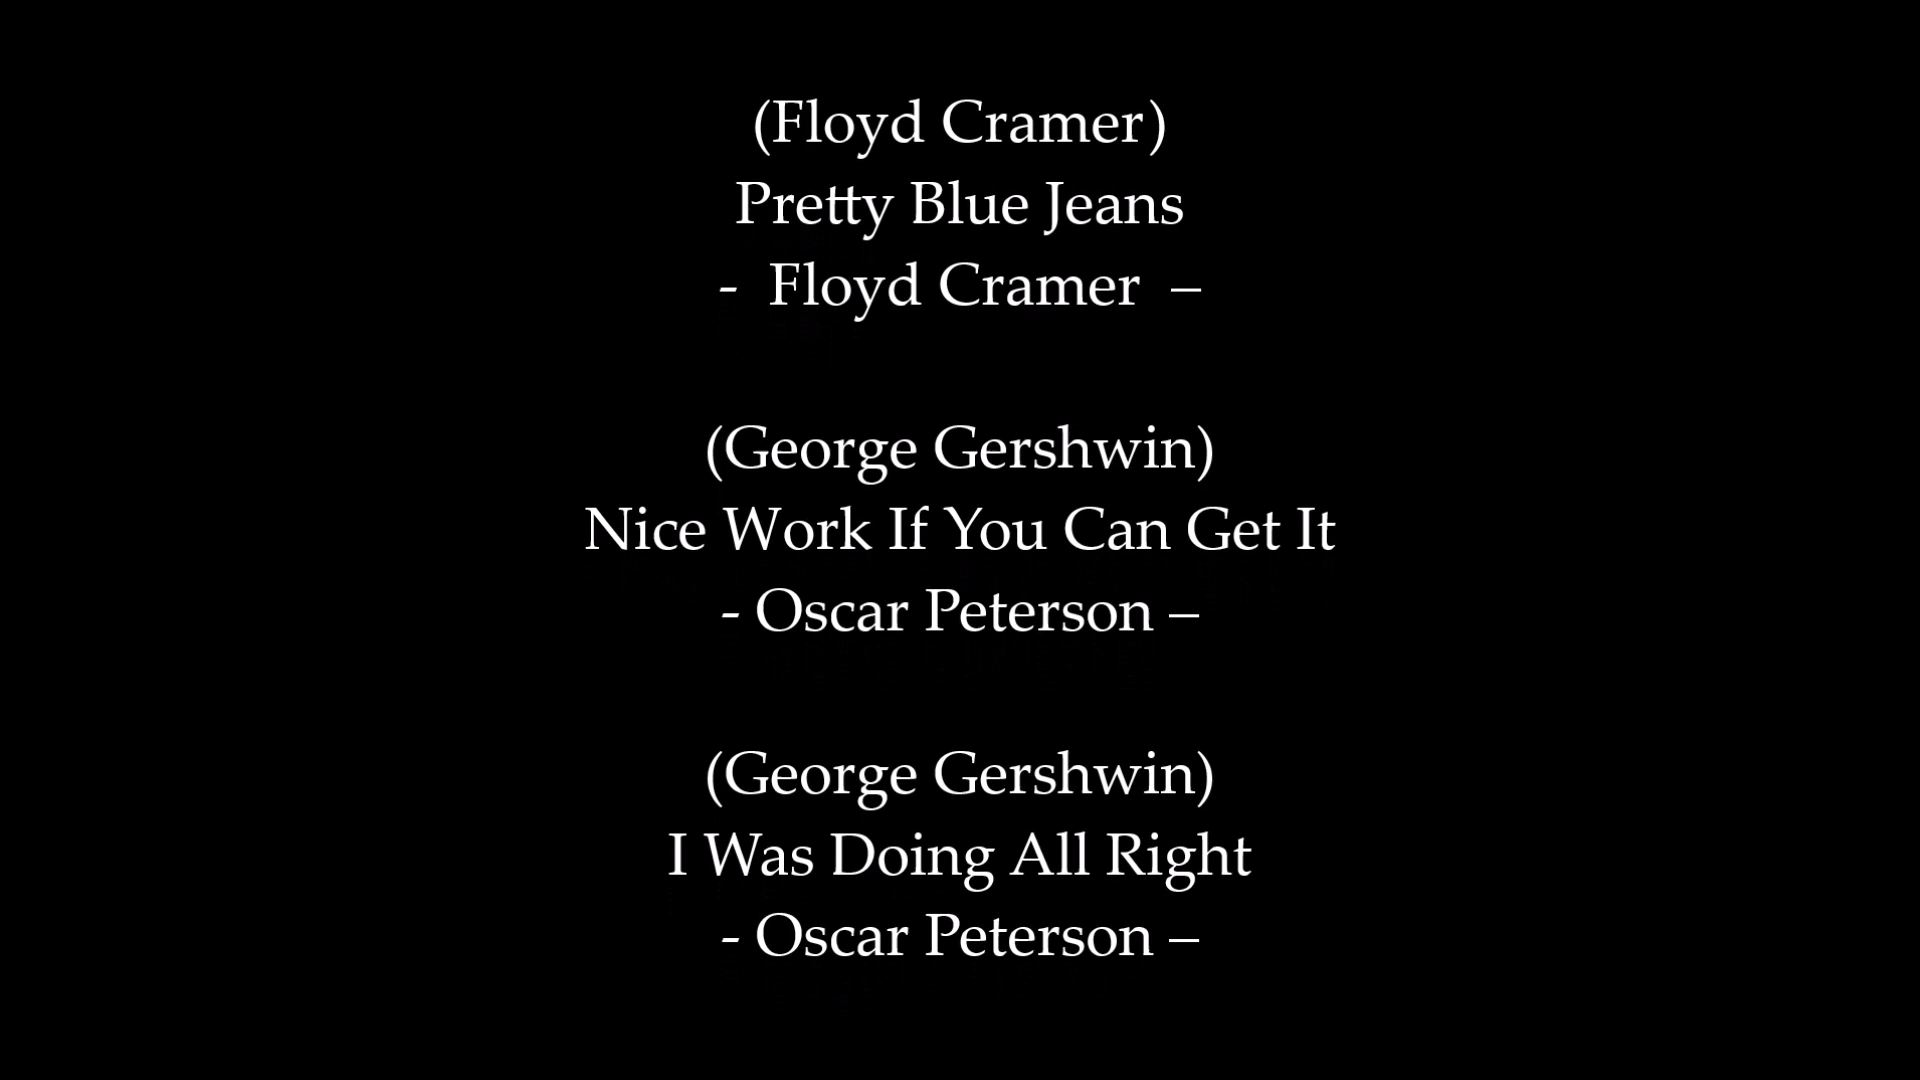 (Floyd Cramer)
Pretty Blue Jeans
-  Floyd Cramer  –
(George Gershwin)
Nice Work If You Can Get It
- Oscar Peterson –
(George Gershwin)
I Was Doing All Right
- Oscar Peterson –